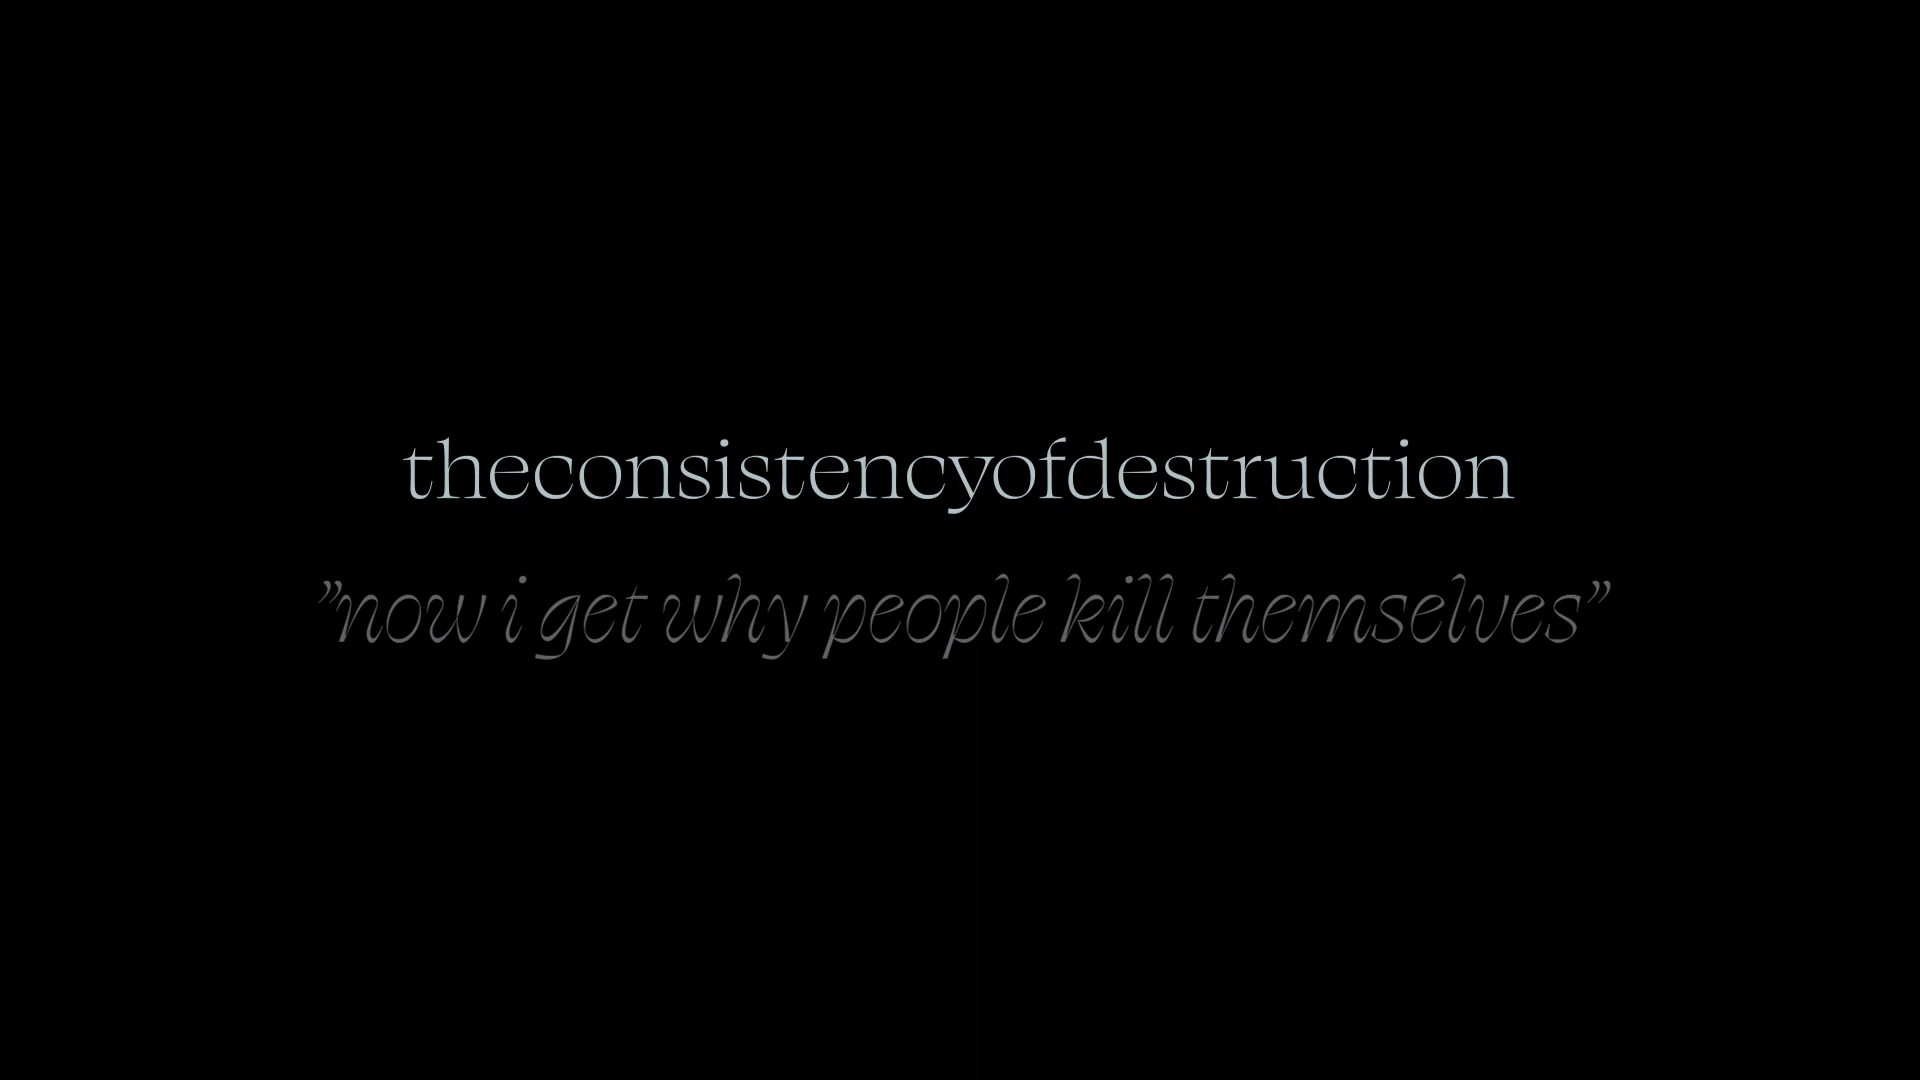 theconsistencyofdestruction
”now i get why people kill themselves”